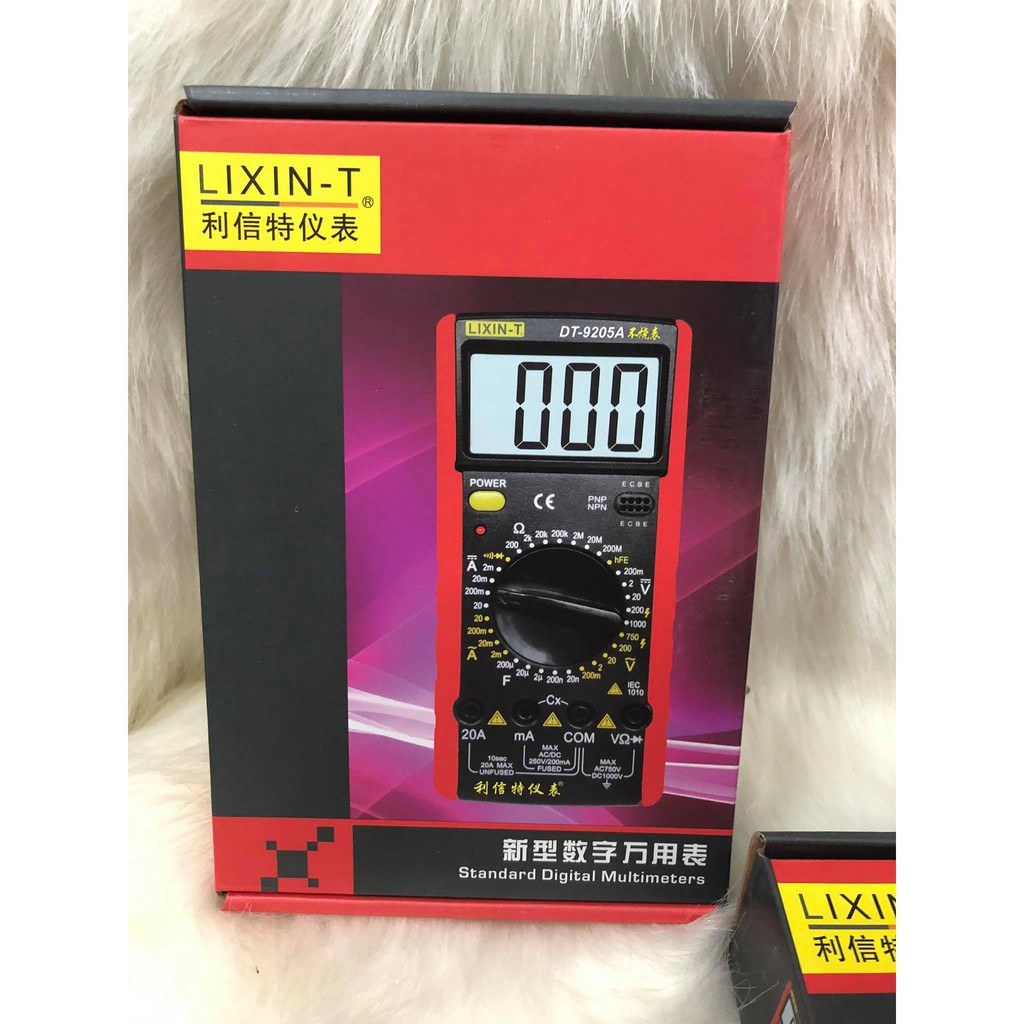 LIXIN-T®
利信特仪表
LIXIN-T
DT-9205A 不烧表
000
POWER
CE
E C B E
PNP
NPN
E C B E
Ω
200 2k 20k 200k 2M 20M 200M
hFE
A
2m
20m
200m
20
20
200m
20m
2m
A
200m
2
20
200
1000
V
750
200
20
2
200m
V
F
200µ 20µ 2µ 200n 20n
IEC
1010
Cx
20A mA COM VΩ
10sec
20A MAX
UNFUSED
MAX
AC/DC
250V/200mA
FUSED
MAX
AC750V
DC1000V
利信特仪表®
新型数字万用表
Standard Digital Multimeters
LIXIN
利信特